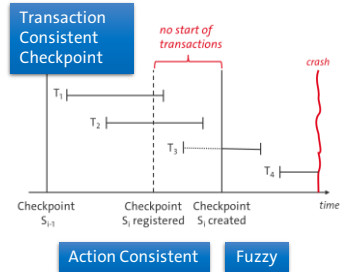 Transaction
Consistent
Checkpoint
no start of
transactions
crash
T1
T2
T3
T4
time
Checkpoint
Si-1
Checkpoint
Si registered
Checkpoint
Si created
Action Consistent
Fuzzy